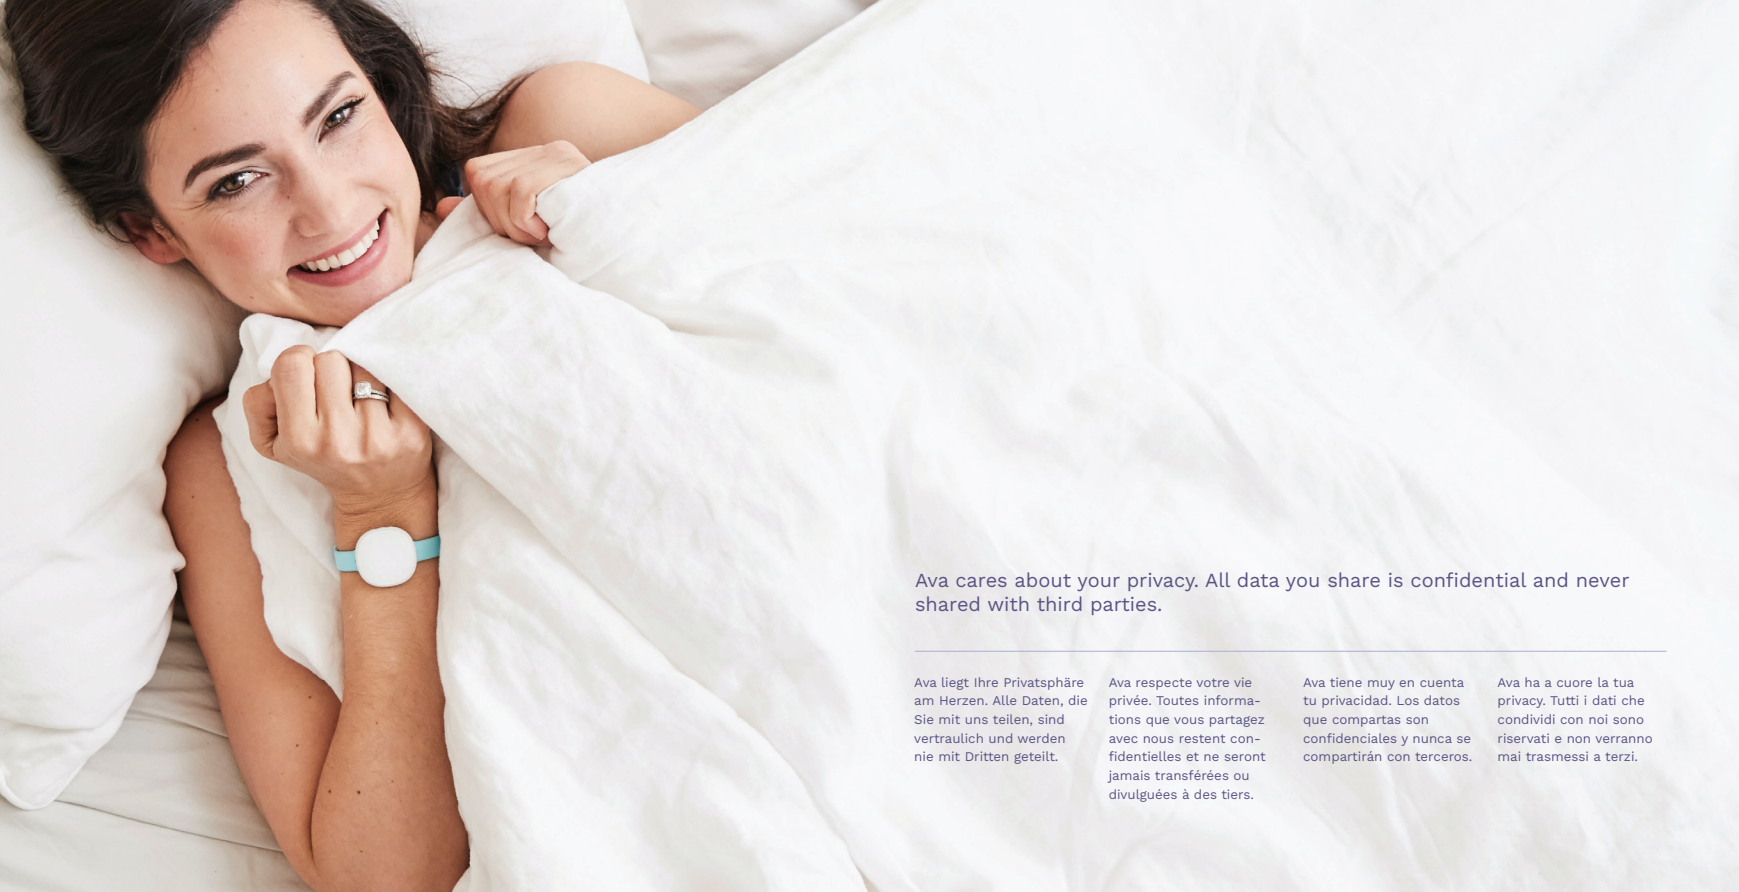 Ava cares about your privacy. All data you share is confidential and never
shared with third parties.
Ava liegt Ihre Privatsphäre
am Herzen. Alle Daten, die
Sie mit uns teilen, sind
vertraulich und werden
nie mit Dritten geteilt.
Ava respecte votre vie
privée. Toutes informa-
tions que vous partagez
avec nous restent con-
fidentielles et ne seront
jamais transférées ou
divulguées à des tiers.
Ava tiene muy en cuenta
tu privacidad. Los datos
que compartas son
confidenciales y nunca se
compartirán con terceros.
Ava ha a cuore la tua
privacy. Tutti i dati che
condividi con noi sono
riservati e non verranno
mai trasmessi a terzi.